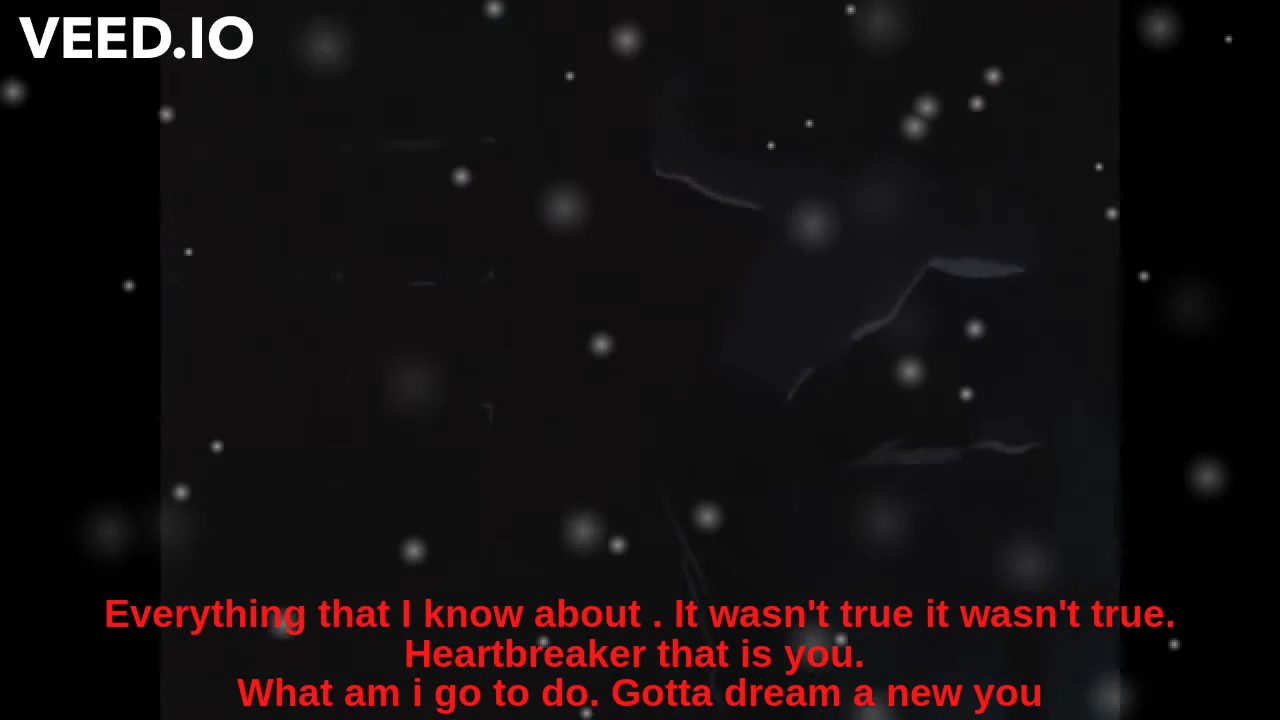 VEED.IO
Everything that I know about . It wasn't true it wasn't true.
Heartbreaker that is you.
What am i go to do. Gotta dream a new you